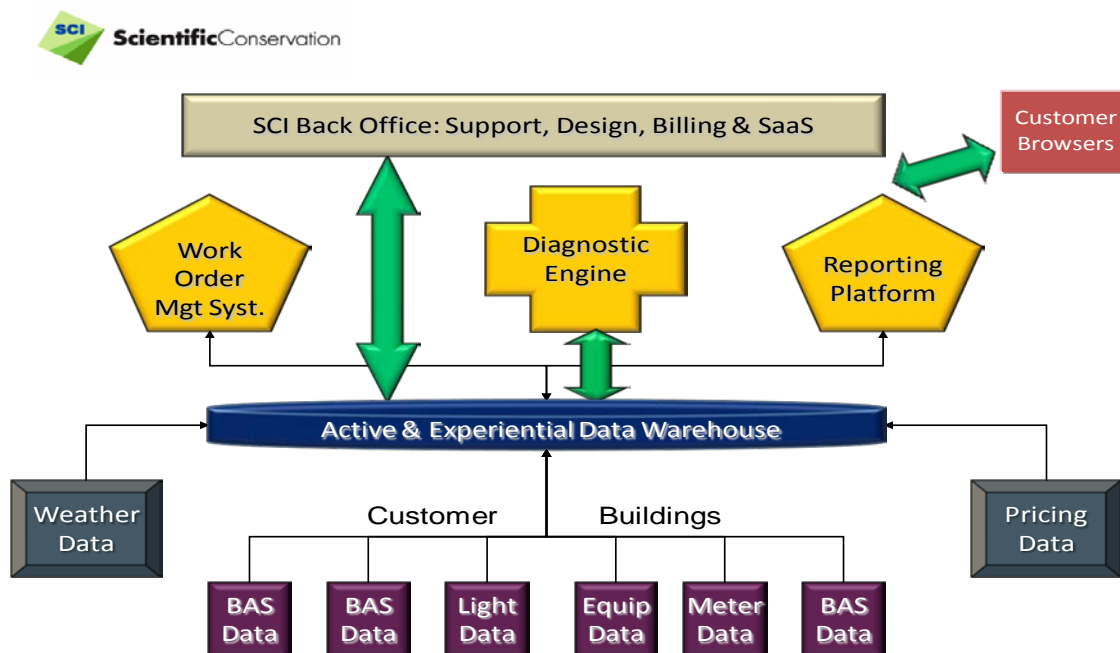 SCI
ScientificConservation
SCI Back Office: Support, Design, Billing & SaaS
Customer
Browsers
Work
Order
Mgt Syst.
Diagnostic
Engine
Reporting
Platform
Active & Experiential Data Warehouse
Weather
Data
Customer Buildings
Pricing
Data
BAS
Data
BAS
Data
Light
Data
Equip
Data
Meter
Data
BAS
Data